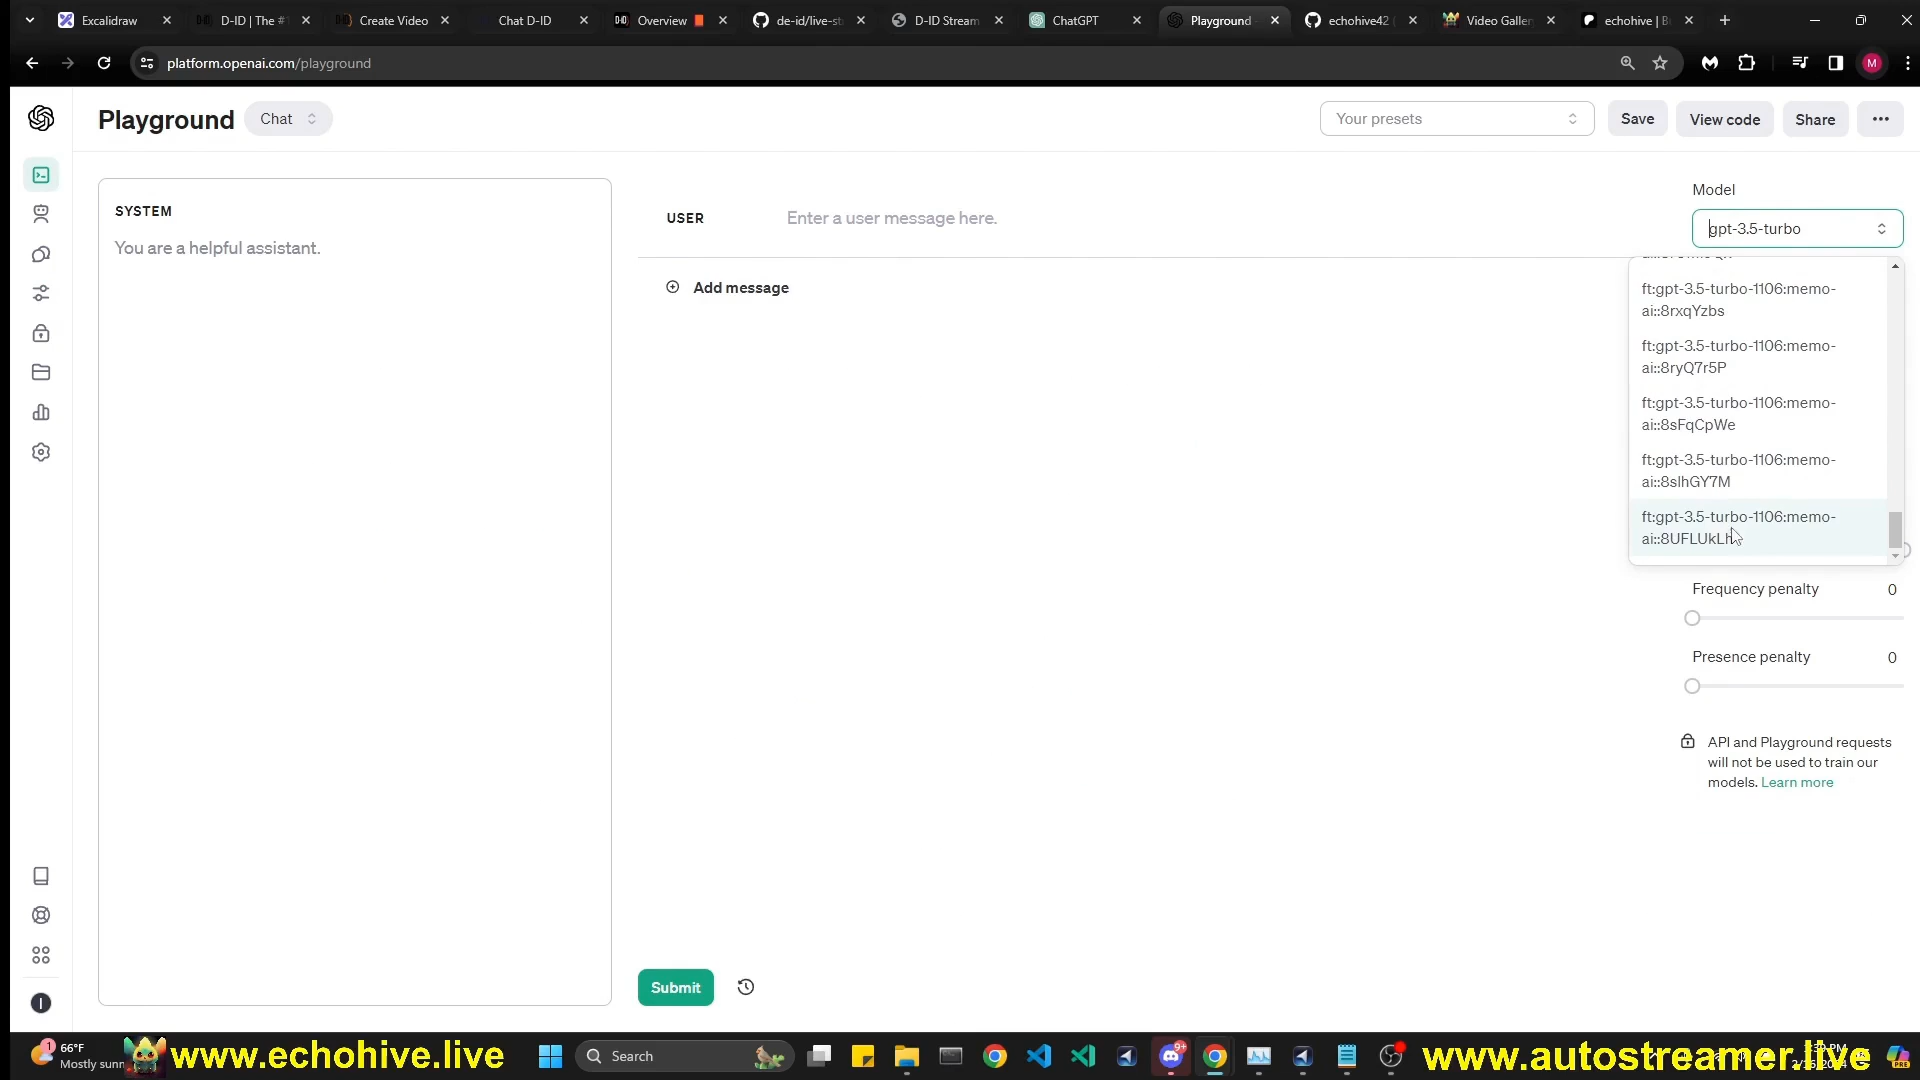 Excalidraw
D-ID | The #1
Create Video
Chat D-ID
Overview
de-id/live-st
D-ID Stream
ChatGPT
Playground
echohive42
Video Galler
echohive | B
platform.openai.com/playground
M
Playground
Chat
Your presets
Save
View code
Share
SYSTEM
You are a helpful assistant.
USER
Enter a user message here.
Add message
Model
gpt-3.5-turbo
ft:gpt-3.5-turbo-1106:memo-
ai::8rxqYzbs
ft:gpt-3.5-turbo-1106:memo-
ai::8ryQ7r5P
ft:gpt-3.5-turbo-1106:memo-
ai::8sFqCpWe
ft:gpt-3.5-turbo-1106:memo-
ft:gpt-3.5-turbo-1106:memo-
Frequency penalty 0
Presence penalty 0
API and Playground requests
will not be used to train our
models. Learn more
Submit
I
1
66°F
Mostly sunn
www.echohive.live
Search
9+
www.autostreamer.live
PRE